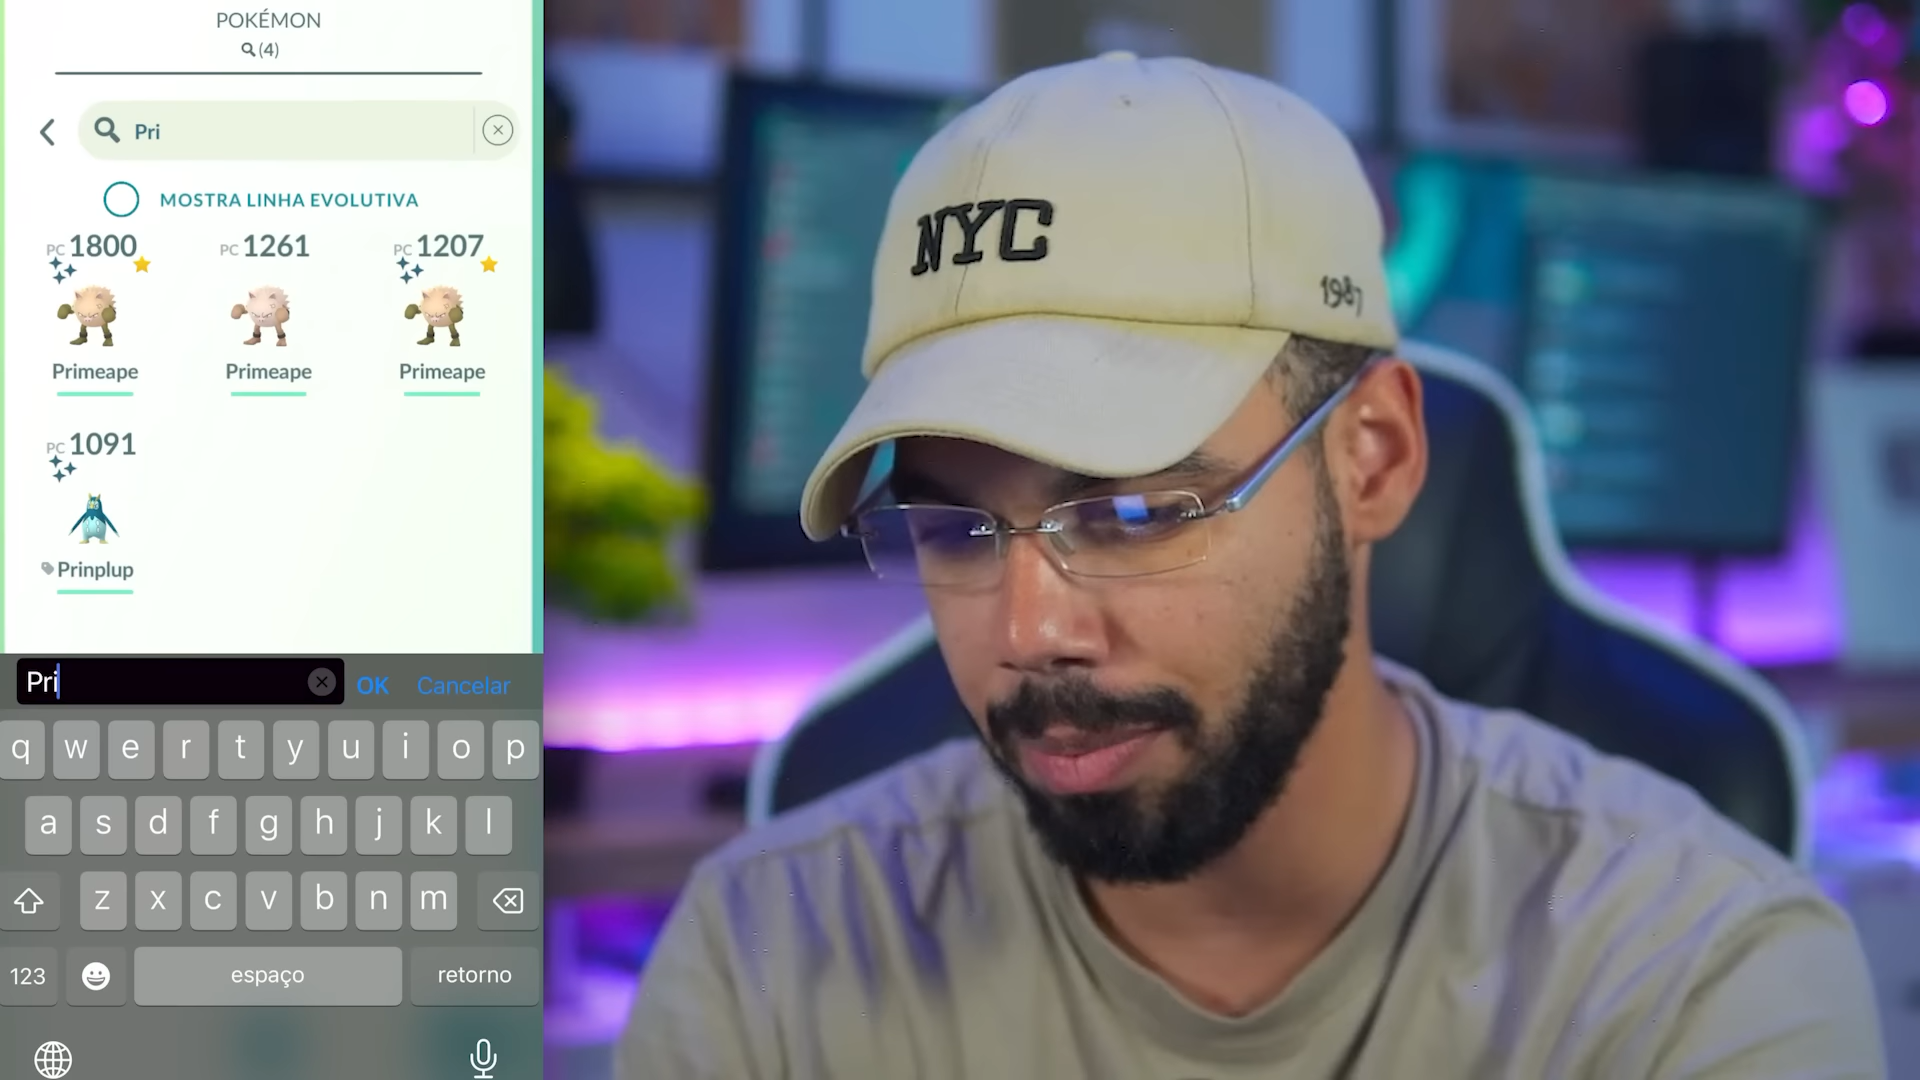 POKÉMON
(4)
Pri
MOSTRA LINHA EVOLUTIVA
PC 1800
PC 1261
PC 1207
Primeape
Primeape
Primeape
PC 1091
Prinplup
Pri
OK
Cancelar
q w e r t y u i o p
a s d f g h j k l
z x c v b n m
123
espaço
retorno
NYC
1987